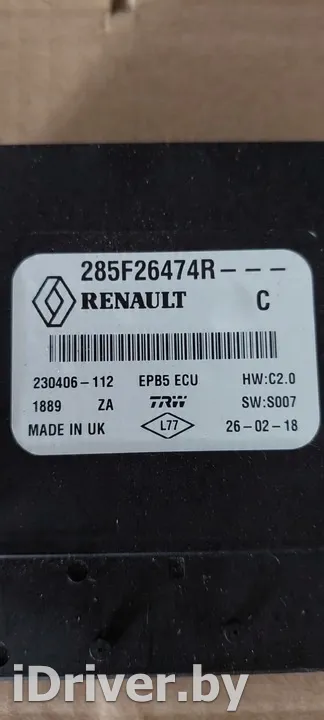 285F26474R---
RENAULT C
230406-112 EPB5 ECU HW:C2.0
1889 ZA TRW SW:S007
MADE IN UK L77 26-02-18
iDriver.by